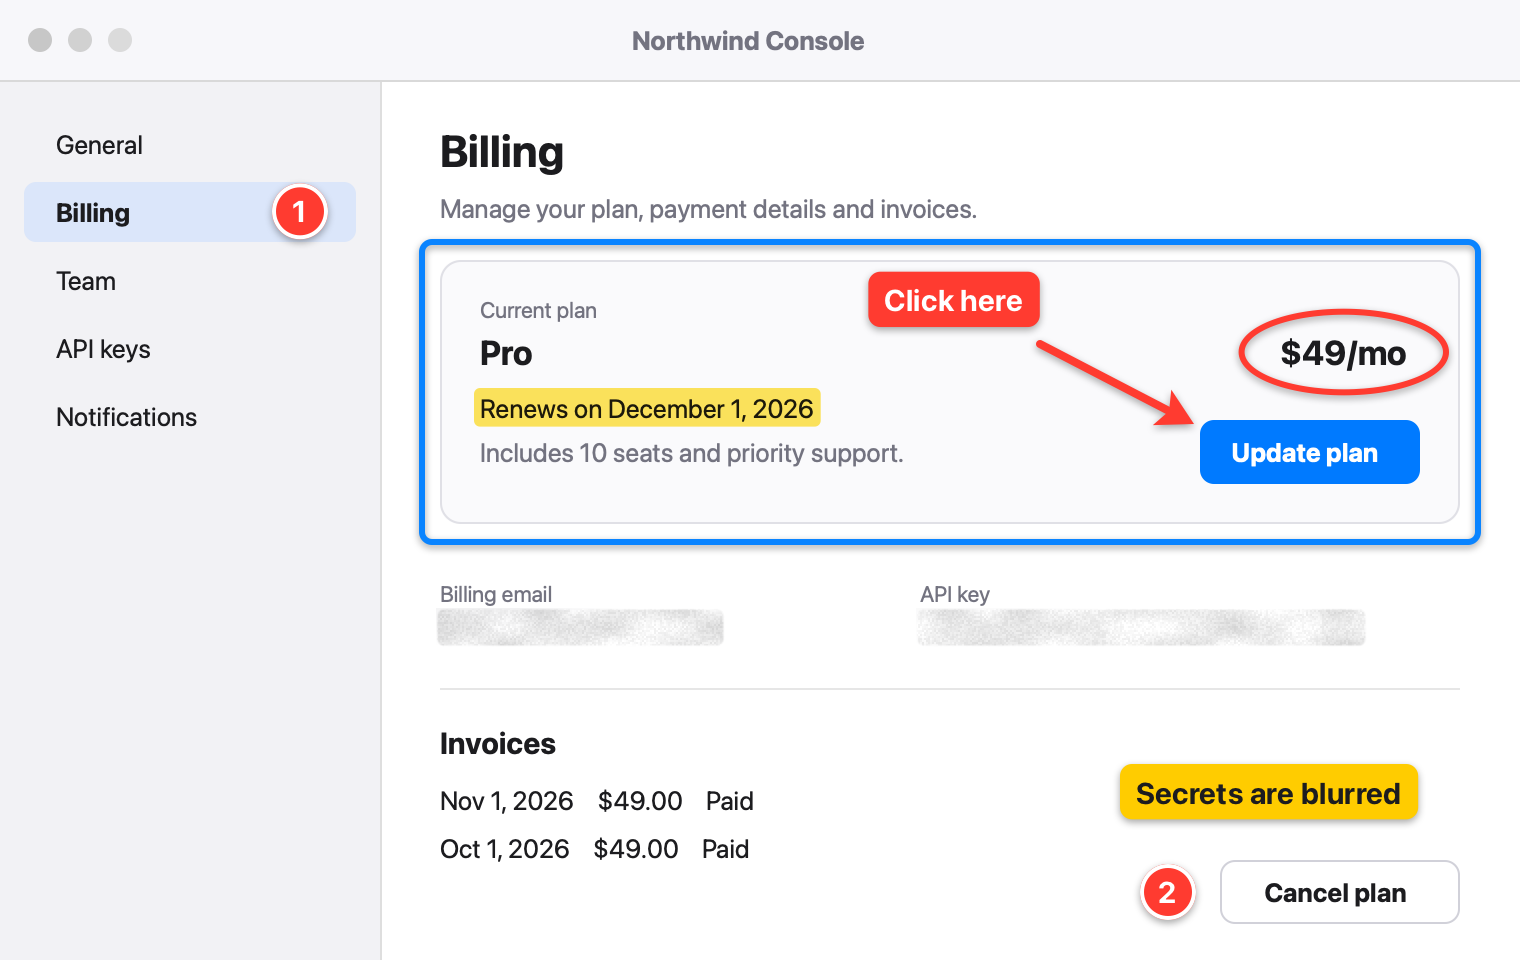 Northwind Console
General
Billing
1
Team
API keys
Notifications
Billing
Manage your plan, payment details and invoices.
Current plan
Click here
Pro
$49/mo
Renews on December 1, 2026
Includes 10 seats and priority support.
Update plan
Billing email
API key
Invoices
Nov 1, 2026 $49.00 Paid
Oct 1, 2026 $49.00 Paid
Secrets are blurred
2
Cancel plan